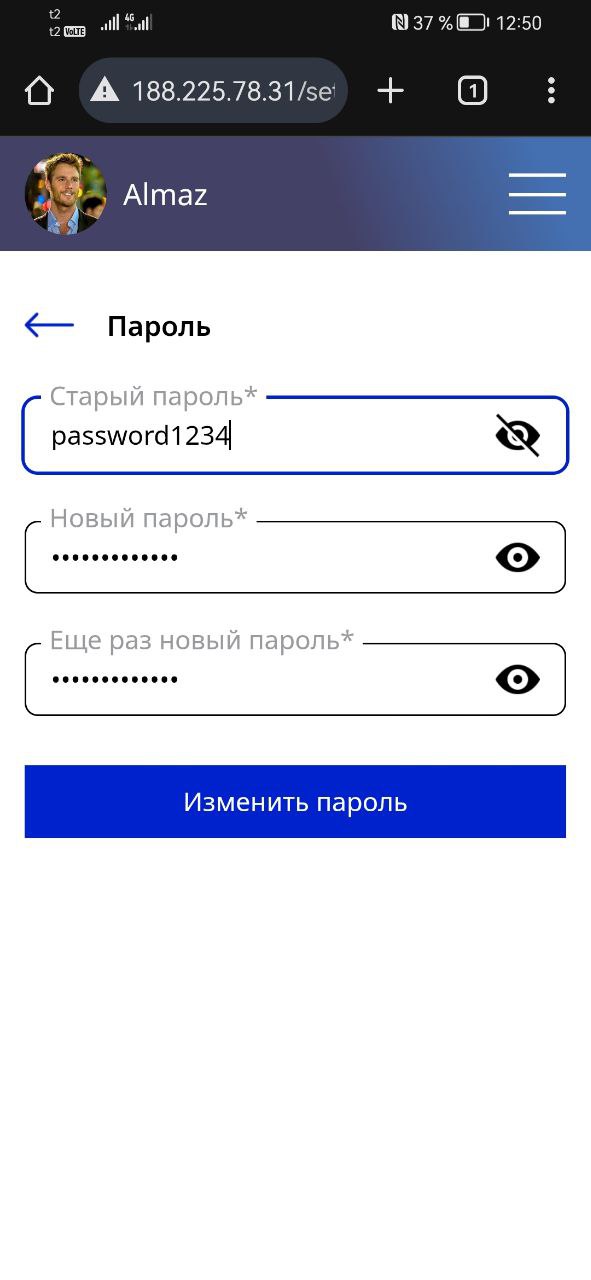 t2
4G
37 %
12:50
t2 VoLTE
188.225.78.31/set
1
Almaz
Пароль
Старый пароль*
password1234
Новый пароль*
•••••••••••••
Еще раз новый пароль*
•••••••••••••
Изменить пароль